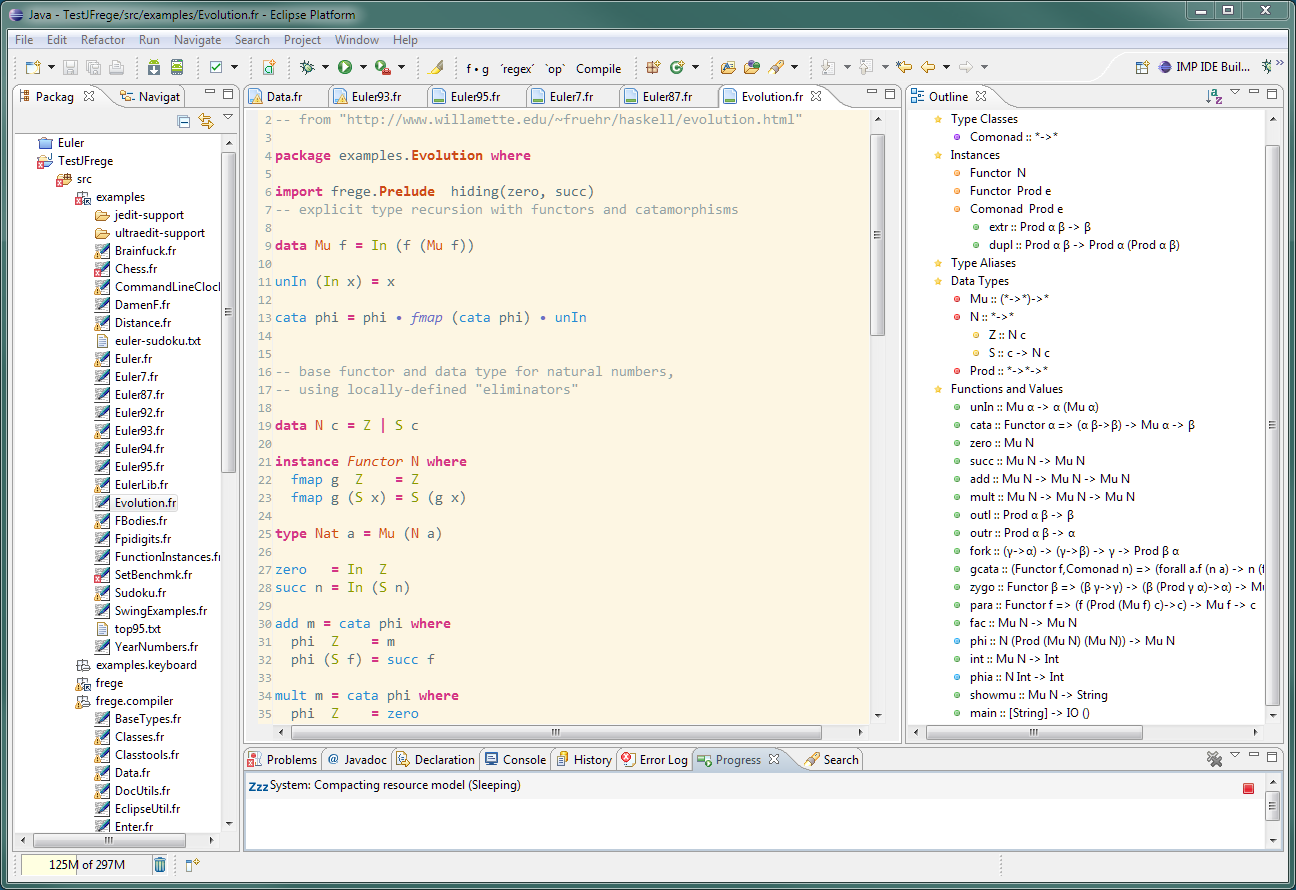 Java - TestJFrege/src/examples/Evolution.fr - Eclipse Platform
File Edit Refactor Run Navigate Search Project Window Help
f • g 'regex' `op` Compile IMP IDE Buil...
Packag Navigat
Euler
TestJFrege
src
examples
jedit-support
ultraedit-support
Brainfuck.fr
Chess.fr
CommandLineClocl
DamenF.fr
Distance.fr
euler-sudoku.txt
Euler.fr
Euler7.fr
Euler87.fr
Euler92.fr
Euler93.fr
Euler94.fr
Euler95.fr
EulerLib.fr
Evolution.fr
FBodies.fr
Fpidigits.fr
FunctionInstances.fr
SetBenchmk.fr
Sudoku.fr
SwingExamples.fr
top95.txt
YearNumbers.fr
examples.keyboard
frege
frege.compiler
BaseTypes.fr
Classes.fr
Classtools.fr
Data.fr
DocUtils.fr
EclipseUtil.fr
Enter.fr
Data.fr Euler93.fr Euler95.fr Euler7.fr Euler87.fr Evolution.fr
2 -- from "http://www.willamette.edu/~fruehr/haskell/evolution.html"
3
4 package examples.Evolution where
5
6 import frege.Prelude hiding(zero, succ)
7 -- explicit type recursion with functors and catamorphisms
8
9 data Mu f = In (f (Mu f))
10
11 unIn (In x) = x
12
13 cata phi = phi • fmap (cata phi) • unIn
14
15
16 -- base functor and data type for natural numbers,
17 -- using locally-defined "eliminators"
18
19 data N c = Z | S c
20
21 instance Functor N where
22 fmap g Z = Z
23 fmap g (S x) = S (g x)
24
25 type Nat a = Mu (N a)
26
27 zero = In Z
28 succ n = In (S n)
29
30 add m = cata phi where
31 phi Z = m
32 phi (S f) = succ f
33
34 mult m = cata phi where
35 phi Z = zero
Outline
Type Classes
Comonad :: *->*
Instances
Functor N
Functor Prod e
Comonad Prod e
extr :: Prod α β -> β
dupl :: Prod α β -> Prod α (Prod α β)
Type Aliases
Data Types
Mu :: (*->*)->*
N :: *->*
Z :: N c
S :: c -> N c
Prod :: *->*->*
Functions and Values
unIn :: Mu α -> α (Mu α)
cata :: Functor α => (α β->β) -> Mu α -> β
zero :: Mu N
succ :: Mu N -> Mu N
add :: Mu N -> Mu N -> Mu N
mult :: Mu N -> Mu N -> Mu N
outl :: Prod α β -> β
outr :: Prod α β -> α
fork :: (γ->α) -> (γ->β) -> γ -> Prod β α
gcata :: (Functor f,Comonad n) => (forall a.f (n a) -> n (f
zygo :: Functor β => (β γ->γ) -> (β (Prod γ α)->α) -> Mu
para :: Functor f => (f (Prod (Mu f) c)->c) -> Mu f -> c
fac :: Mu N -> Mu N
phi :: N (Prod (Mu N) (Mu N)) -> Mu N
int :: Mu N -> Int
phia :: N Int -> Int
showmu :: Mu N -> String
main :: [String] -> IO ()
Problems @ Javadoc Declaration Console History Error Log Progress Search
Zzz System: Compacting resource model (Sleeping)
125M of 297M